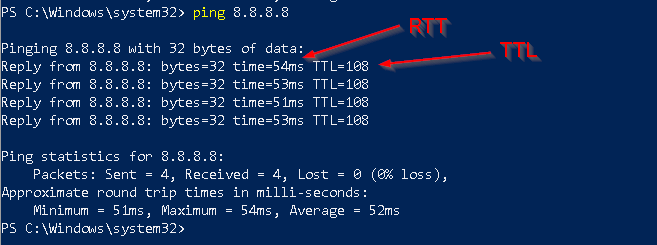 PS C:\Windows\system32> ping 8.8.8.8
RTT
Pinging 8.8.8.8 with 32 bytes of data:
TTL
Reply from 8.8.8.8: bytes=32 time=54ms TTL=108
Reply from 8.8.8.8: bytes=32 time=53ms TTL=108
Reply from 8.8.8.8: bytes=32 time=51ms TTL=108
Reply from 8.8.8.8: bytes=32 time=53ms TTL=108
Ping statistics for 8.8.8.8:
Packets: Sent = 4, Received = 4, Lost = 0 (0% loss),
Approximate round trip times in milli-seconds:
Minimum = 51ms, Maximum = 54ms, Average = 52ms
PS C:\Windows\system32>